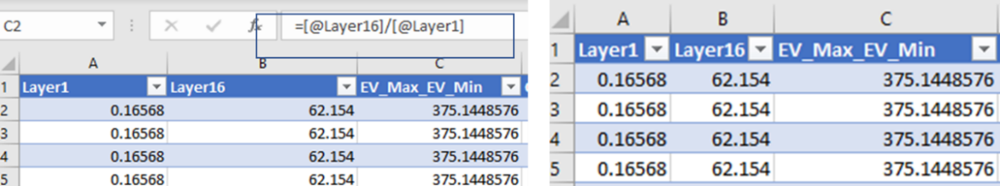 C2 fx =[@Layer16]/[@Layer1]
A B C
1 Layer1 Layer16 EV_Max_EV_Min
2 0.16568 62.154 375.1448576
3 0.16568 62.154 375.1448576
4 0.16568 62.154 375.1448576
5 0.16568 62.154 375.1448576
A B C
1 Layer1 Layer16 EV_Max_EV_Min
2 0.16568 62.154 375.1448576
3 0.16568 62.154 375.1448576
4 0.16568 62.154 375.1448576
5 0.16568 62.154 375.1448576